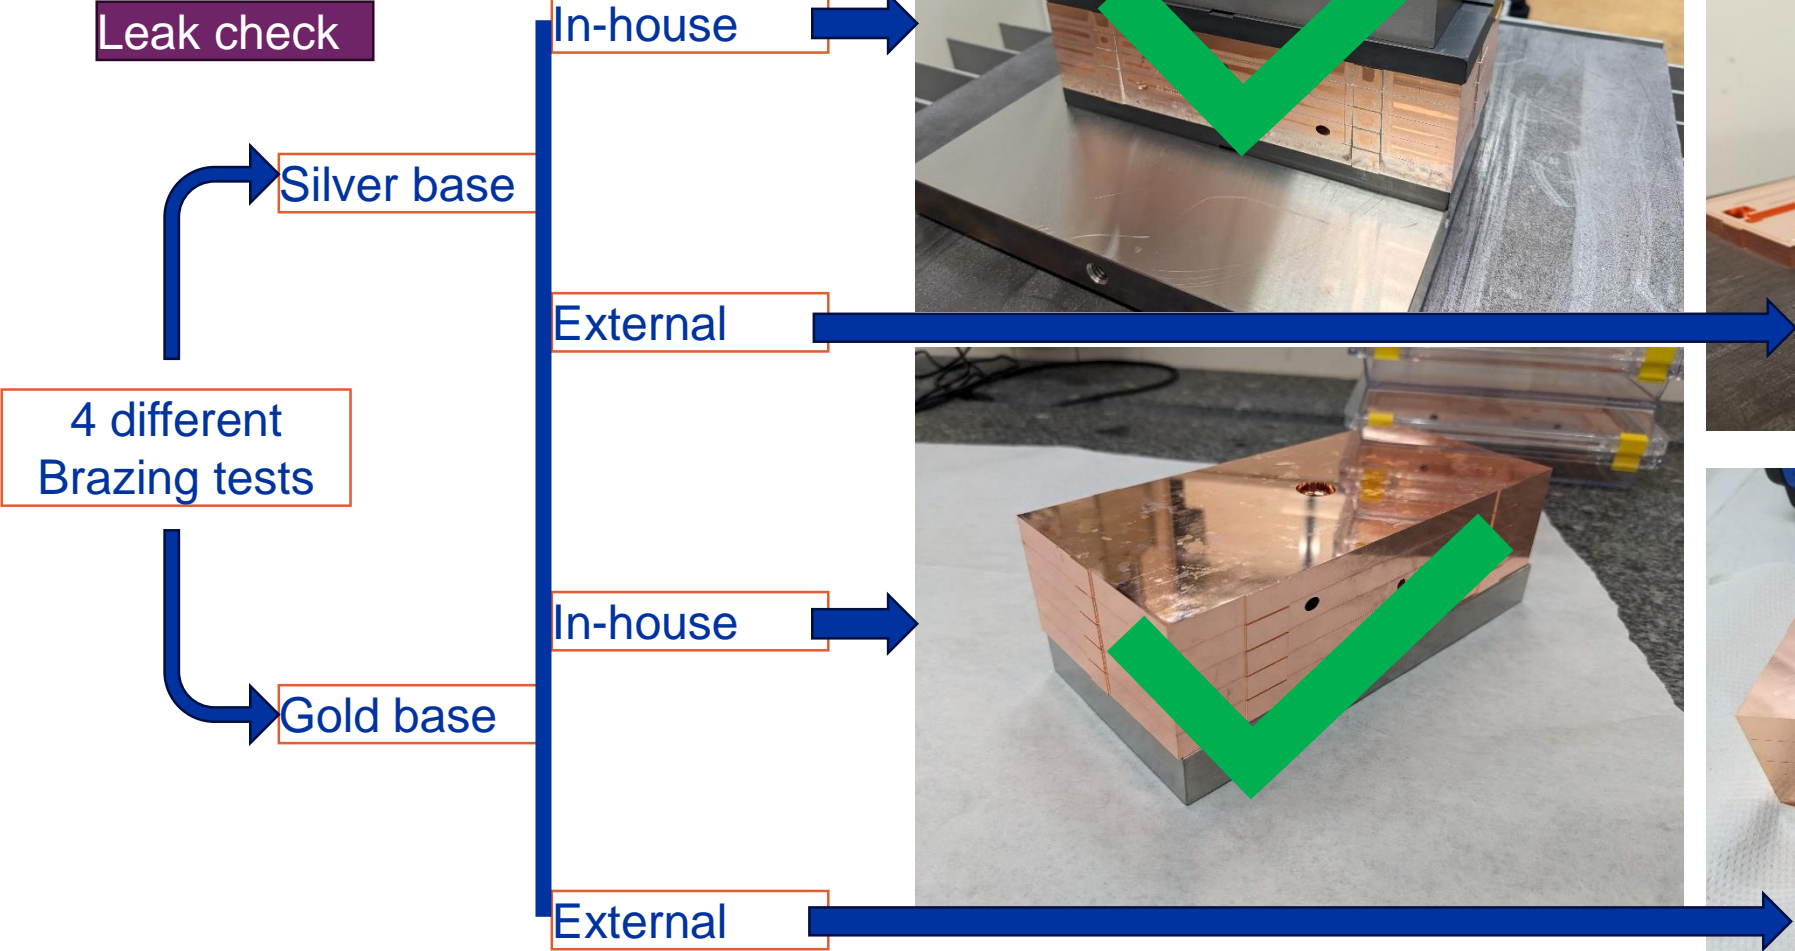 Leak check
In-house
Silver base
External
4 different
Brazing tests
In-house
Gold base
External